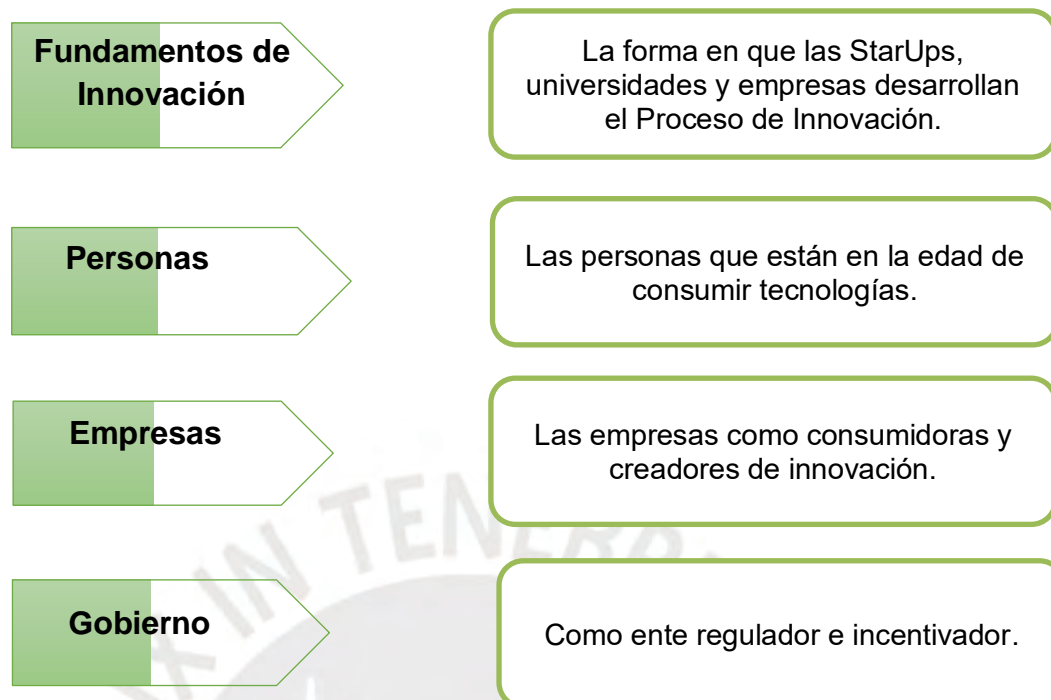 Fundamentos de
Innovación
La forma en que las StarUps,
universidades y empresas desarrollan
el Proceso de Innovación.
Personas
Las personas que están en la edad de
consumir tecnologías.
Empresas
Las empresas como consumidoras y
creadores de innovación.
Gobierno
Como ente regulador e incentivador.
X IN TENEBR